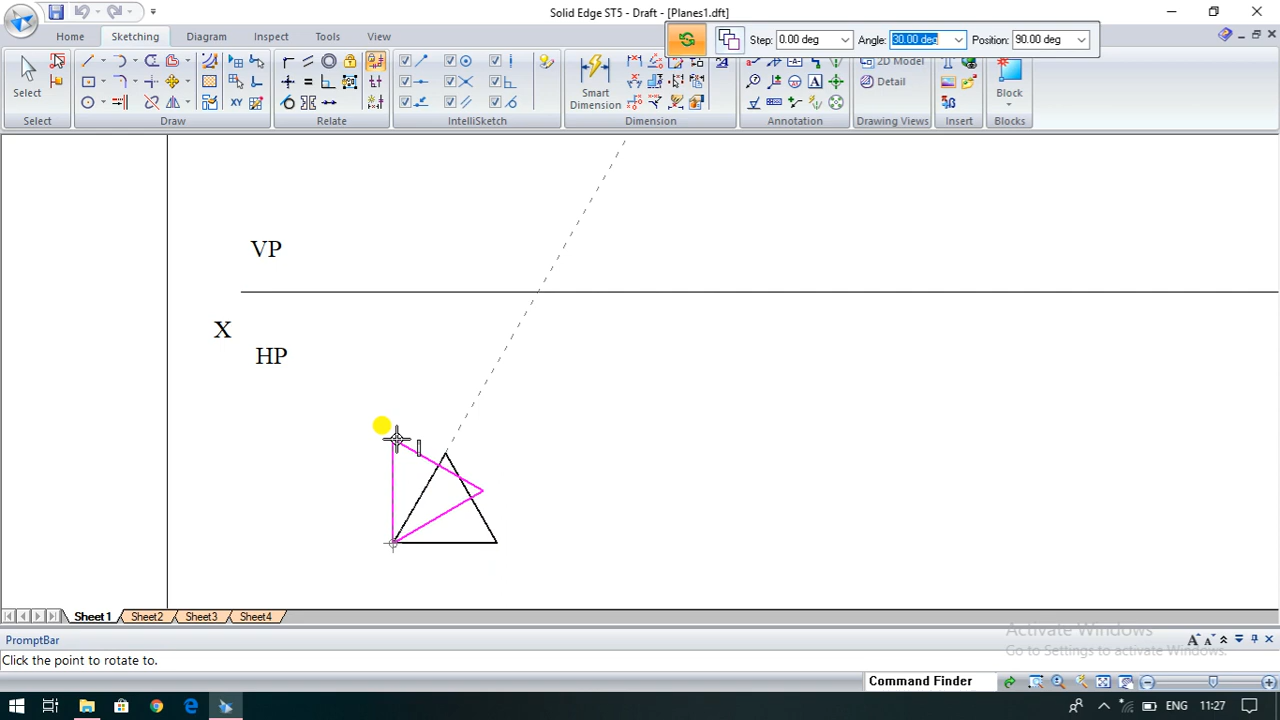 Solid Edge ST5 - Draft - [Planes1.dft]
Home Sketching Diagram Inspect Tools View
Step: 0.00 deg Angle: 30.00 deg Position: 90.00 deg
Select
Smart
Dimension
2D Model
Detail
Block
Select Draw Relate IntelliSketch Dimension Annotation Drawing Views Insert Blocks
VP
X
HP
Sheet1 Sheet2 Sheet3 Sheet4
Activate Windows
Go to Settings to activate Windows.
PromptBar
Click the point to rotate to.
Command Finder
ENG 11:27